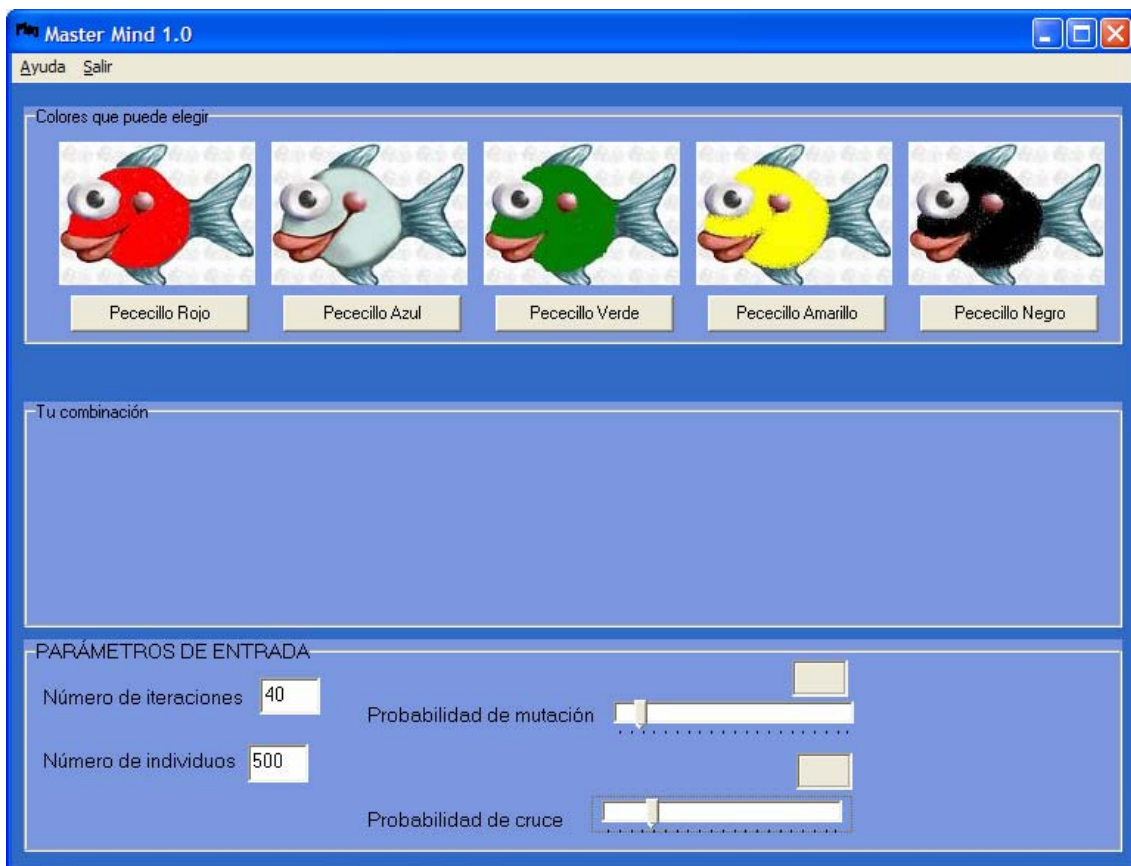 Master Mind 1.0
Ayuda Salir
Colores que puede elegir
Pececillo Rojo
Pececillo Azul
Pececillo Verde
Pececillo Amarillo
Pececillo Negro
Tu combinación
PARÁMETROS DE ENTRADA
Número de iteraciones 40
Probabilidad de mutación
Número de individuos 500
Probabilidad de cruce